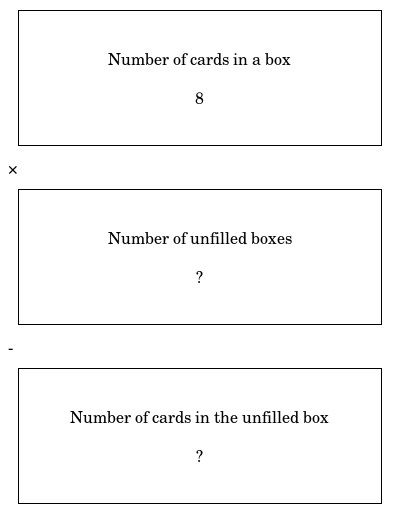 Number of cards in a box
8
×
Number of unfilled boxes
?
-
Number of cards in the unfilled box
?